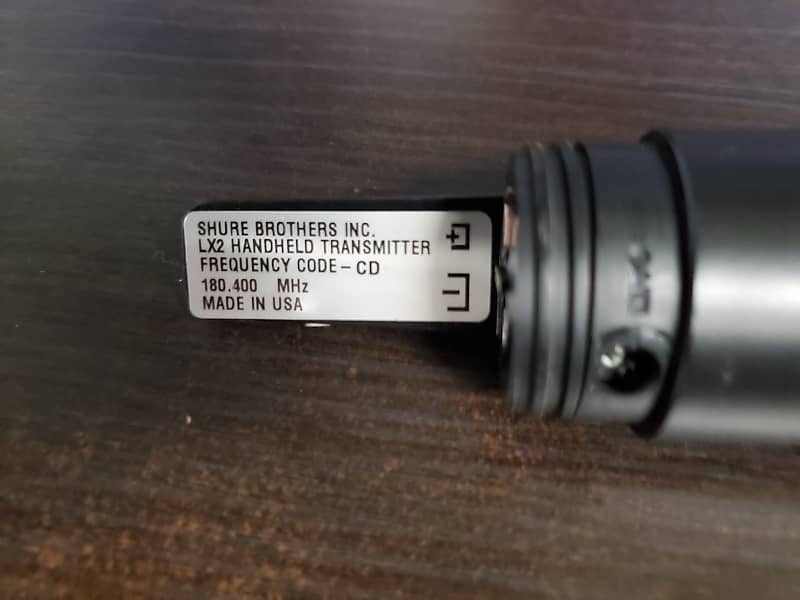 SHURE BROTHERS INC.
LX2 HANDHELD TRANSMITTER
FREQUENCY CODE - CD
180.400 MHz
MADE IN USA